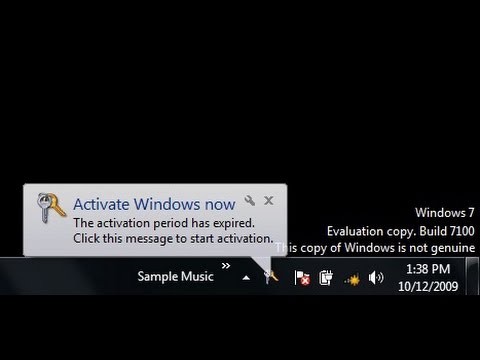 Activate Windows now
The activation period has expired.
Click this message to start activation.
Windows 7
Evaluation copy. Build 7100
This copy of Windows is not genuine
Sample Music
»
1:38 PM
10/12/2009